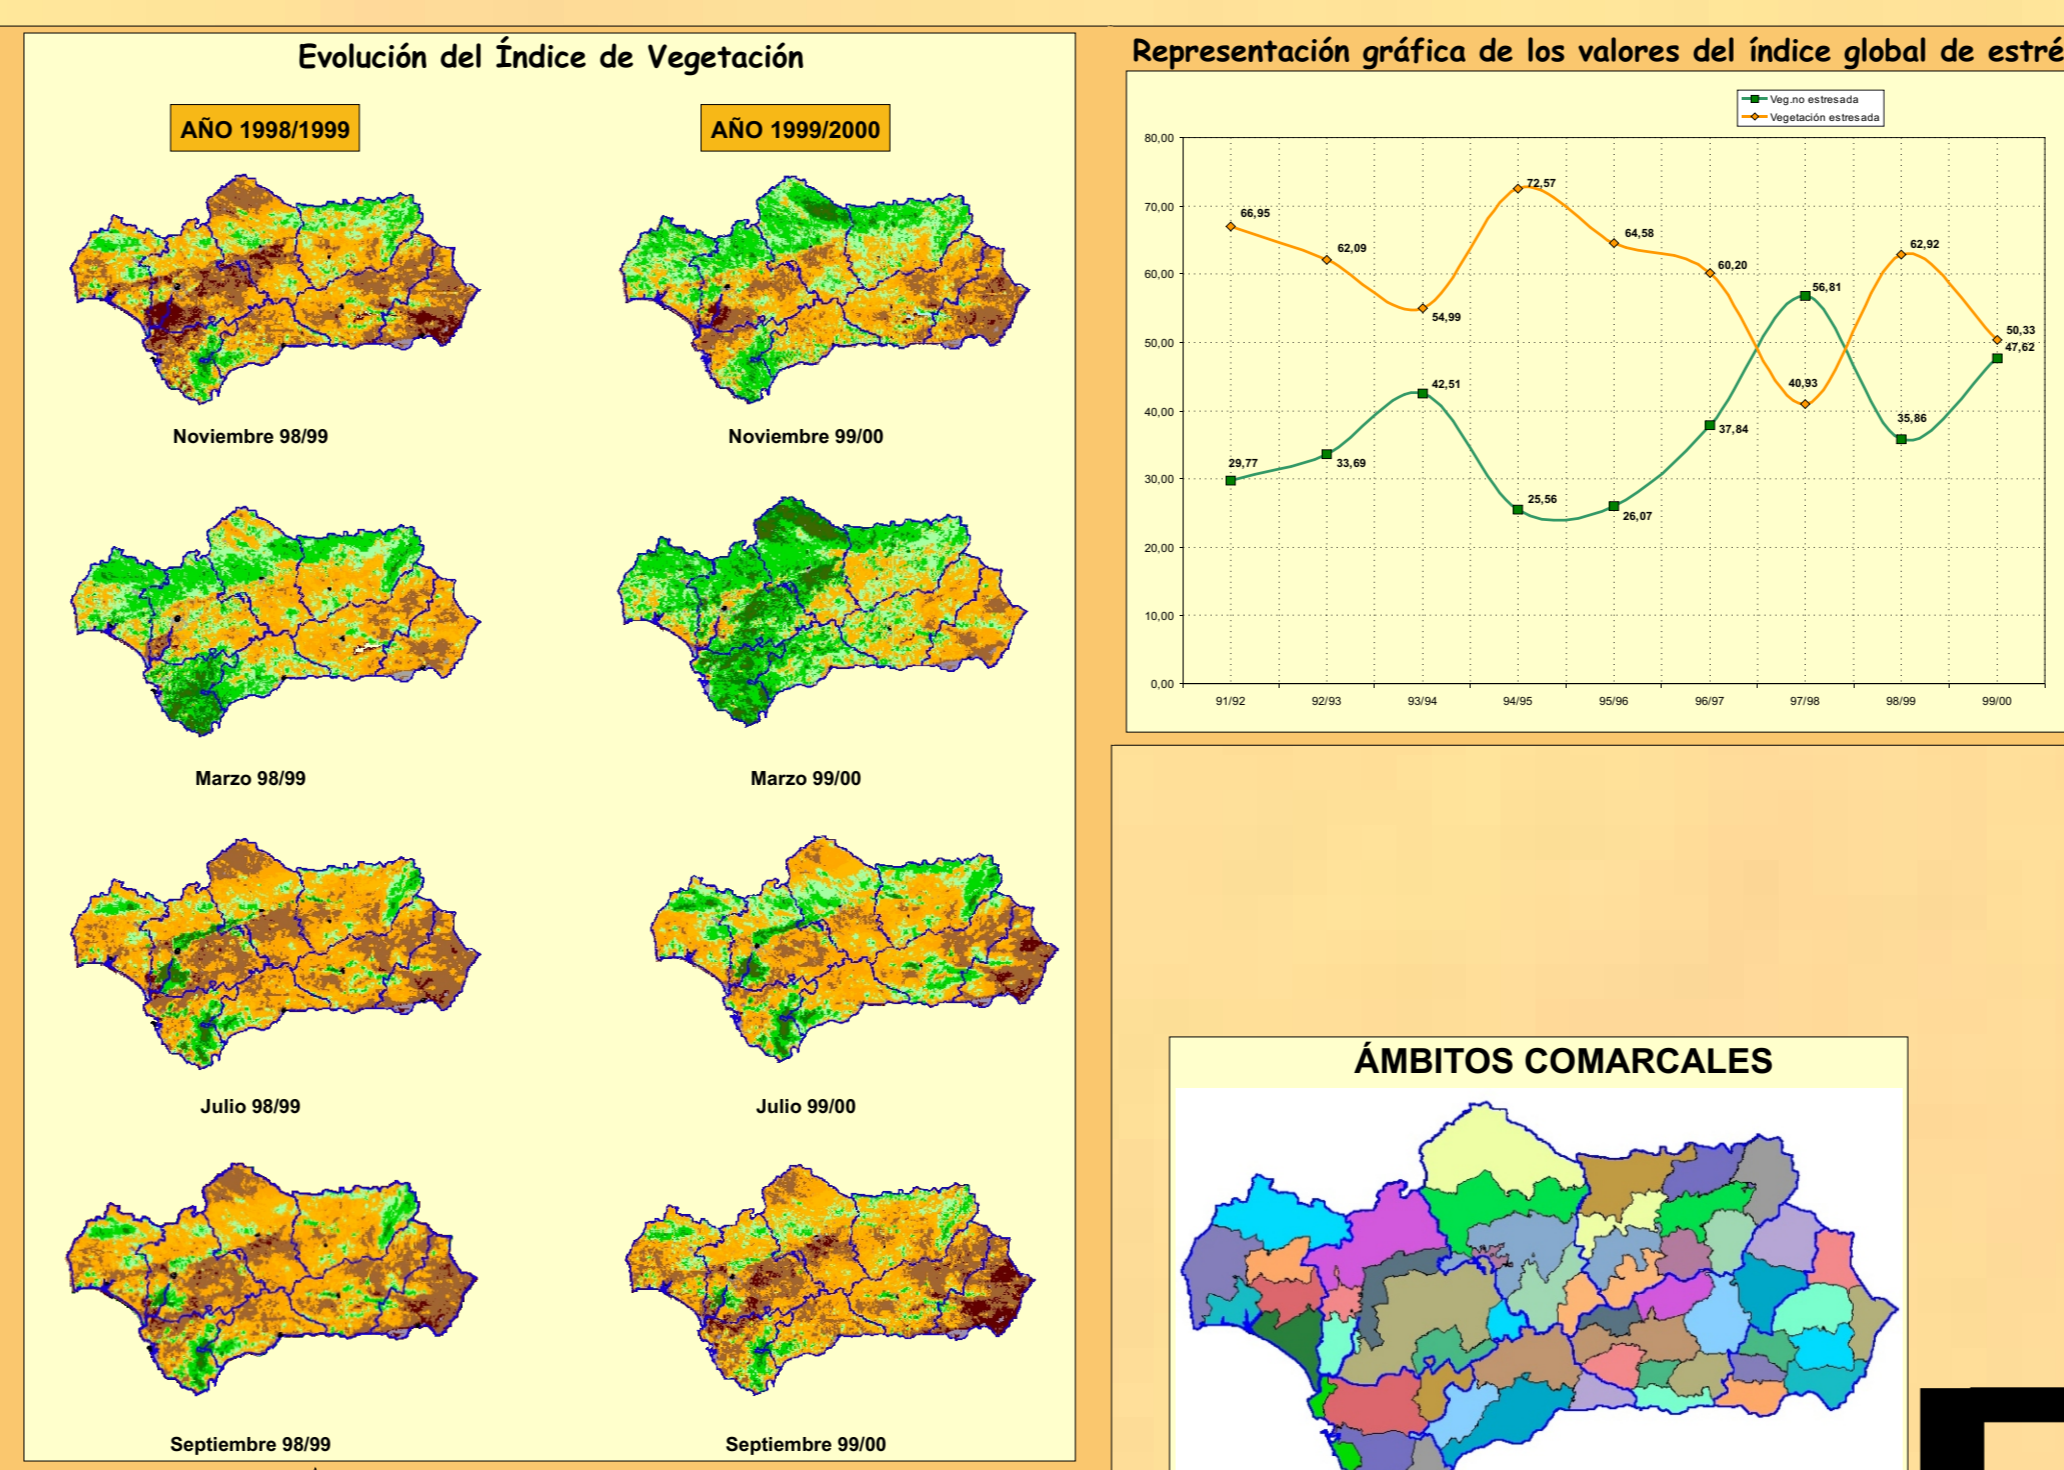 Evolución del Índice de Vegetación
AÑO 1998/1999
AÑO 1999/2000
Noviembre 98/99
Noviembre 99/00
Marzo 98/99
Marzo 99/00
Julio 98/99
Julio 99/00
Septiembre 98/99
Septiembre 99/00
Representación gráfica de los valores del índice global de estré
Veg.no estresada
Vegetación estresada
80,00
70,00
60,00
50,00
40,00
30,00
20,00
10,00
0,00
66,95
62,09
54,99
72,57
64,58
60,20
40,93
62,92
50,33
29,77
33,69
42,51
25,56
26,07
37,84
56,81
35,86
47,62
91/92
92/93
93/94
94/95
95/96
96/97
97/98
98/99
99/00
ÁMBITOS COMARCALES